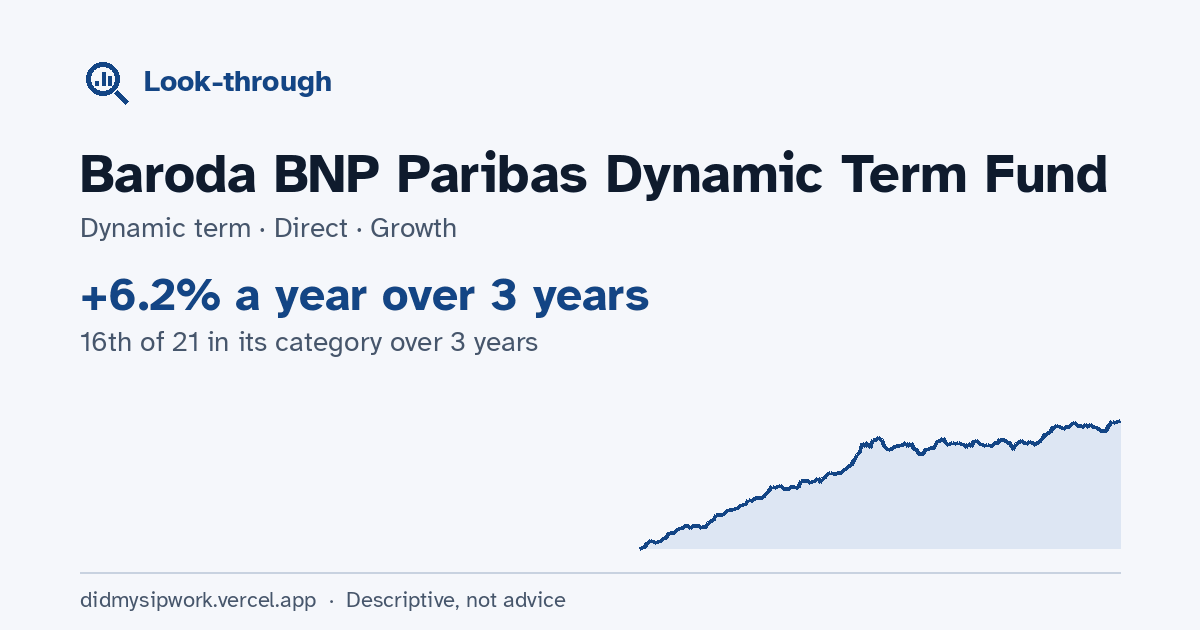 Look-through
Baroda BNP Paribas Dynamic Term Fund
Dynamic term · Direct · Growth
+6.2% a year over 3 years
16th of 21 in its category over 3 years
didmysipwork.vercel.app · Descriptive, not advice